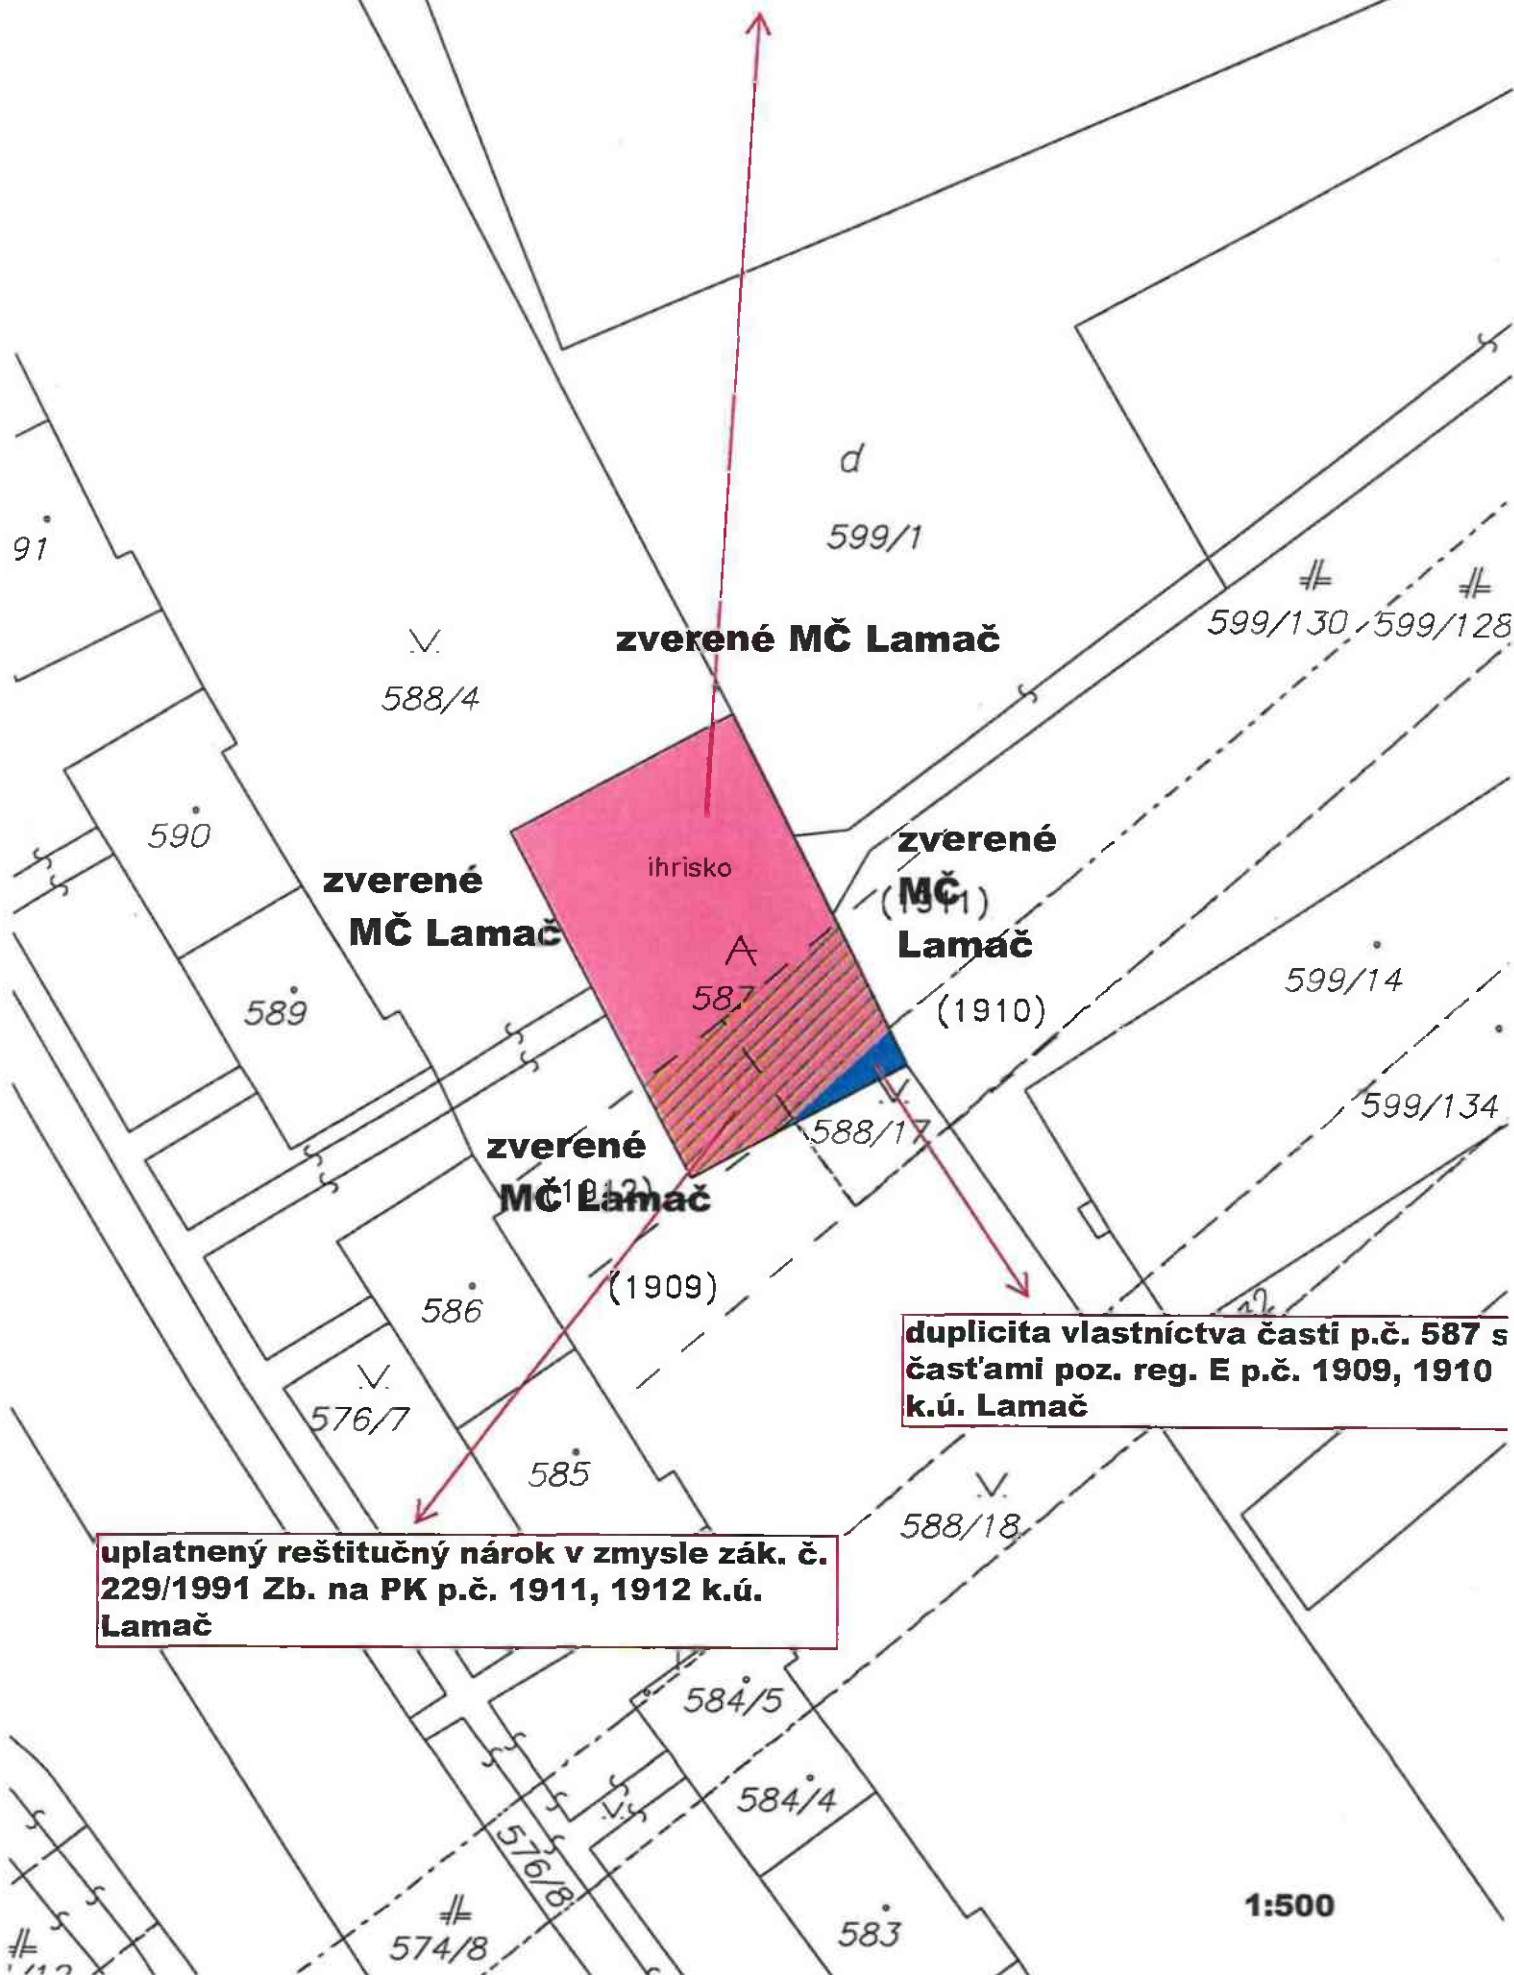 d
599/1
91
599/130
599/128
zverené MČ Lamač
588/4
590
zverené
MČ
Lamač
(1911)
ihrisko
zverené
MČ Lamač
587
599/14
589
(1910)
599/134
588/17
zverené
MČ Lamač
(1912)
(1909)
586
duplicita vlastníctva časti p.č. 587 s
časťami poz. reg. E p.č. 1909, 1910
k.ú. Lamač
576/7
585
588/18
uplatnený reštitučný nárok v zmysle zák. č.
229/1991 Zb. na PK p.č. 1911, 1912 k.ú.
Lamač
584/5
584/4
576/8
1:500
583
574/8